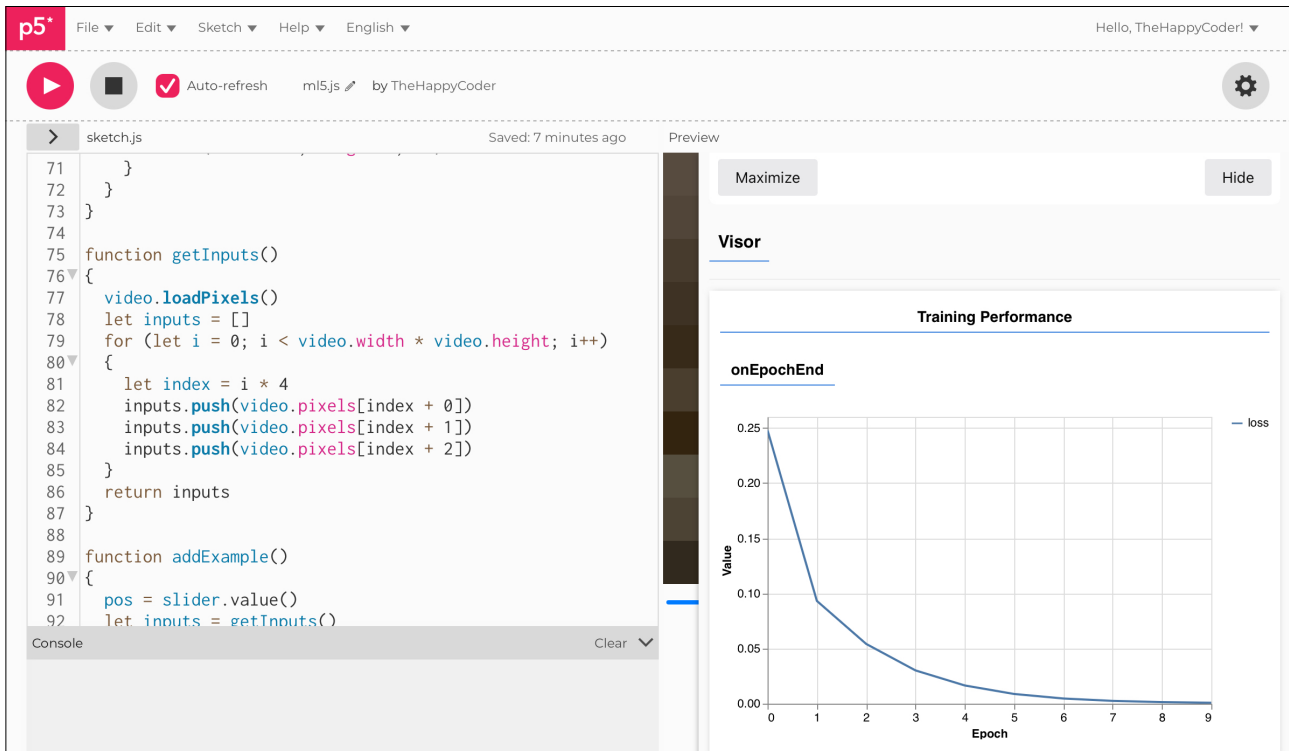 p5* File Edit Sketch Help English Hello, TheHappyCoder!
Auto-refresh ml5.js by TheHappyCoder
> sketch.js Saved: 7 minutes ago Preview
71 }
72 }
73 }
74
75 function getInputs()
76 {
77 video.loadPixels()
78 let inputs = []
79 for (let i = 0; i < video.width * video.height; i++)
80 {
81 let index = i * 4
82 inputs.push(video.pixels[index + 0])
83 inputs.push(video.pixels[index + 1])
84 inputs.push(video.pixels[index + 2])
85 }
86 return inputs
87 }
88
89 function addExample()
90 {
91 pos = slider.value()
92 let inputs = getInputs()
Console Clear
Maximize Hide
Visor
Training Performance
onEpochEnd
loss
0.25
0.20
0.15
0.10
0.05
0.00
Value
0 1 2 3 4 5 6 7 8 9
Epoch